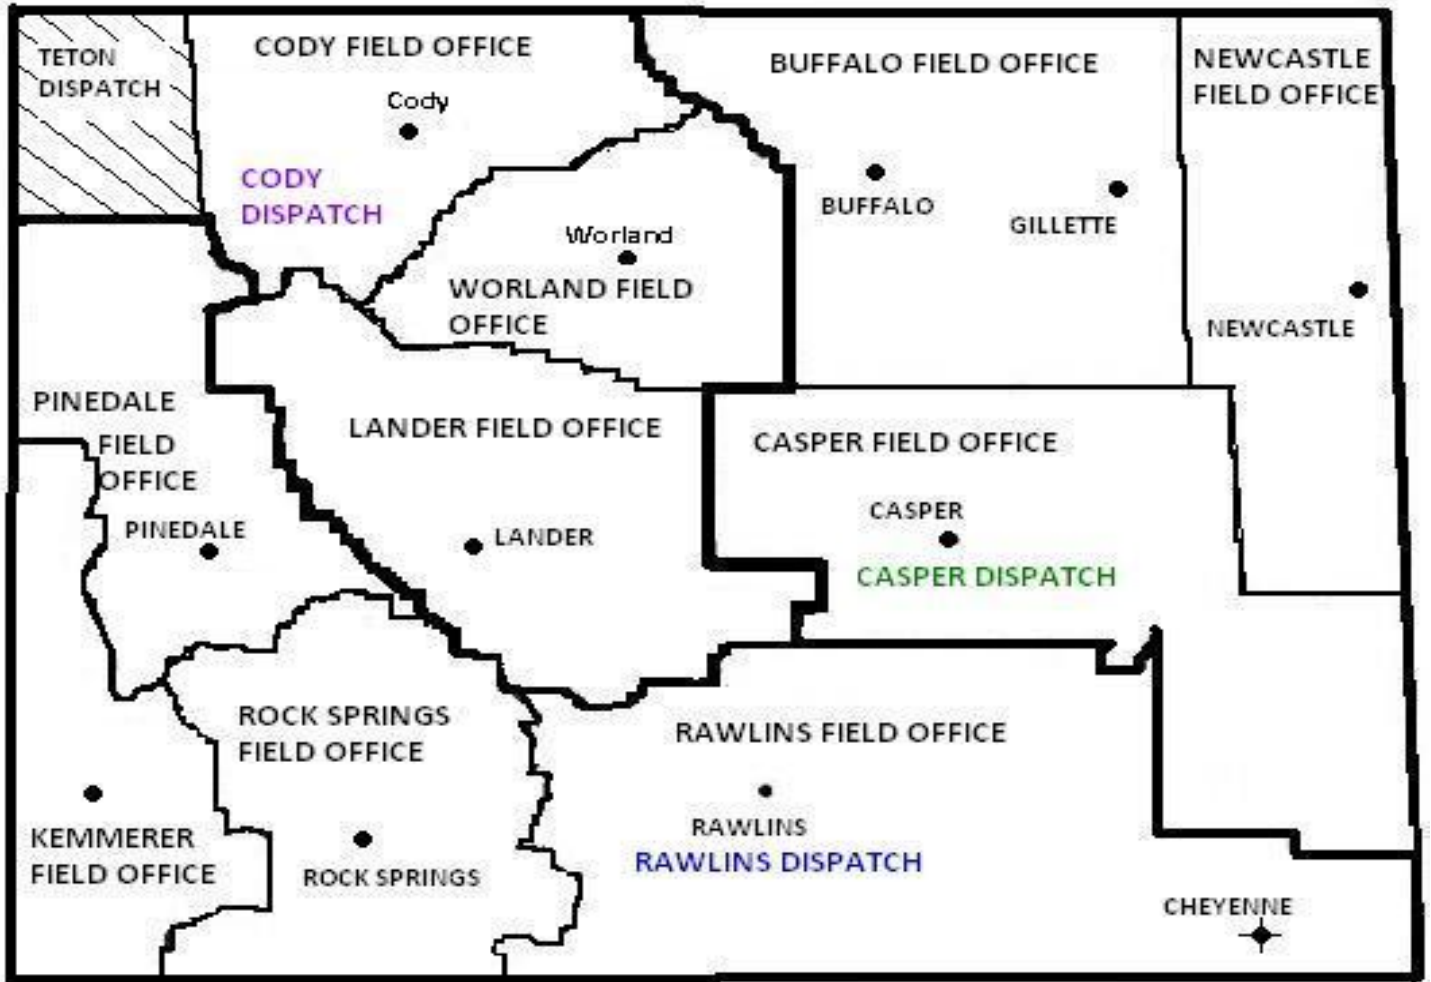 TETON
DISPATCH
CODY FIELD OFFICE
Cody
CODY
DISPATCH
BUFFALO FIELD OFFICE
NEWCASTLE
FIELD OFFICE
BUFFALO
GILLETTE
Worland
WORLAND FIELD
OFFICE
NEWCASTLE
PINEDALE
FIELD
OFFICE
PINEDALE
LANDER FIELD OFFICE
LANDER
CASPER FIELD OFFICE
CASPER
CASPER DISPATCH
ROCK SPRINGS
FIELD OFFICE
ROCK SPRINGS
KEMMERER
FIELD OFFICE
RAWLINS FIELD OFFICE
RAWLINS
RAWLINS DISPATCH
CHEYENNE